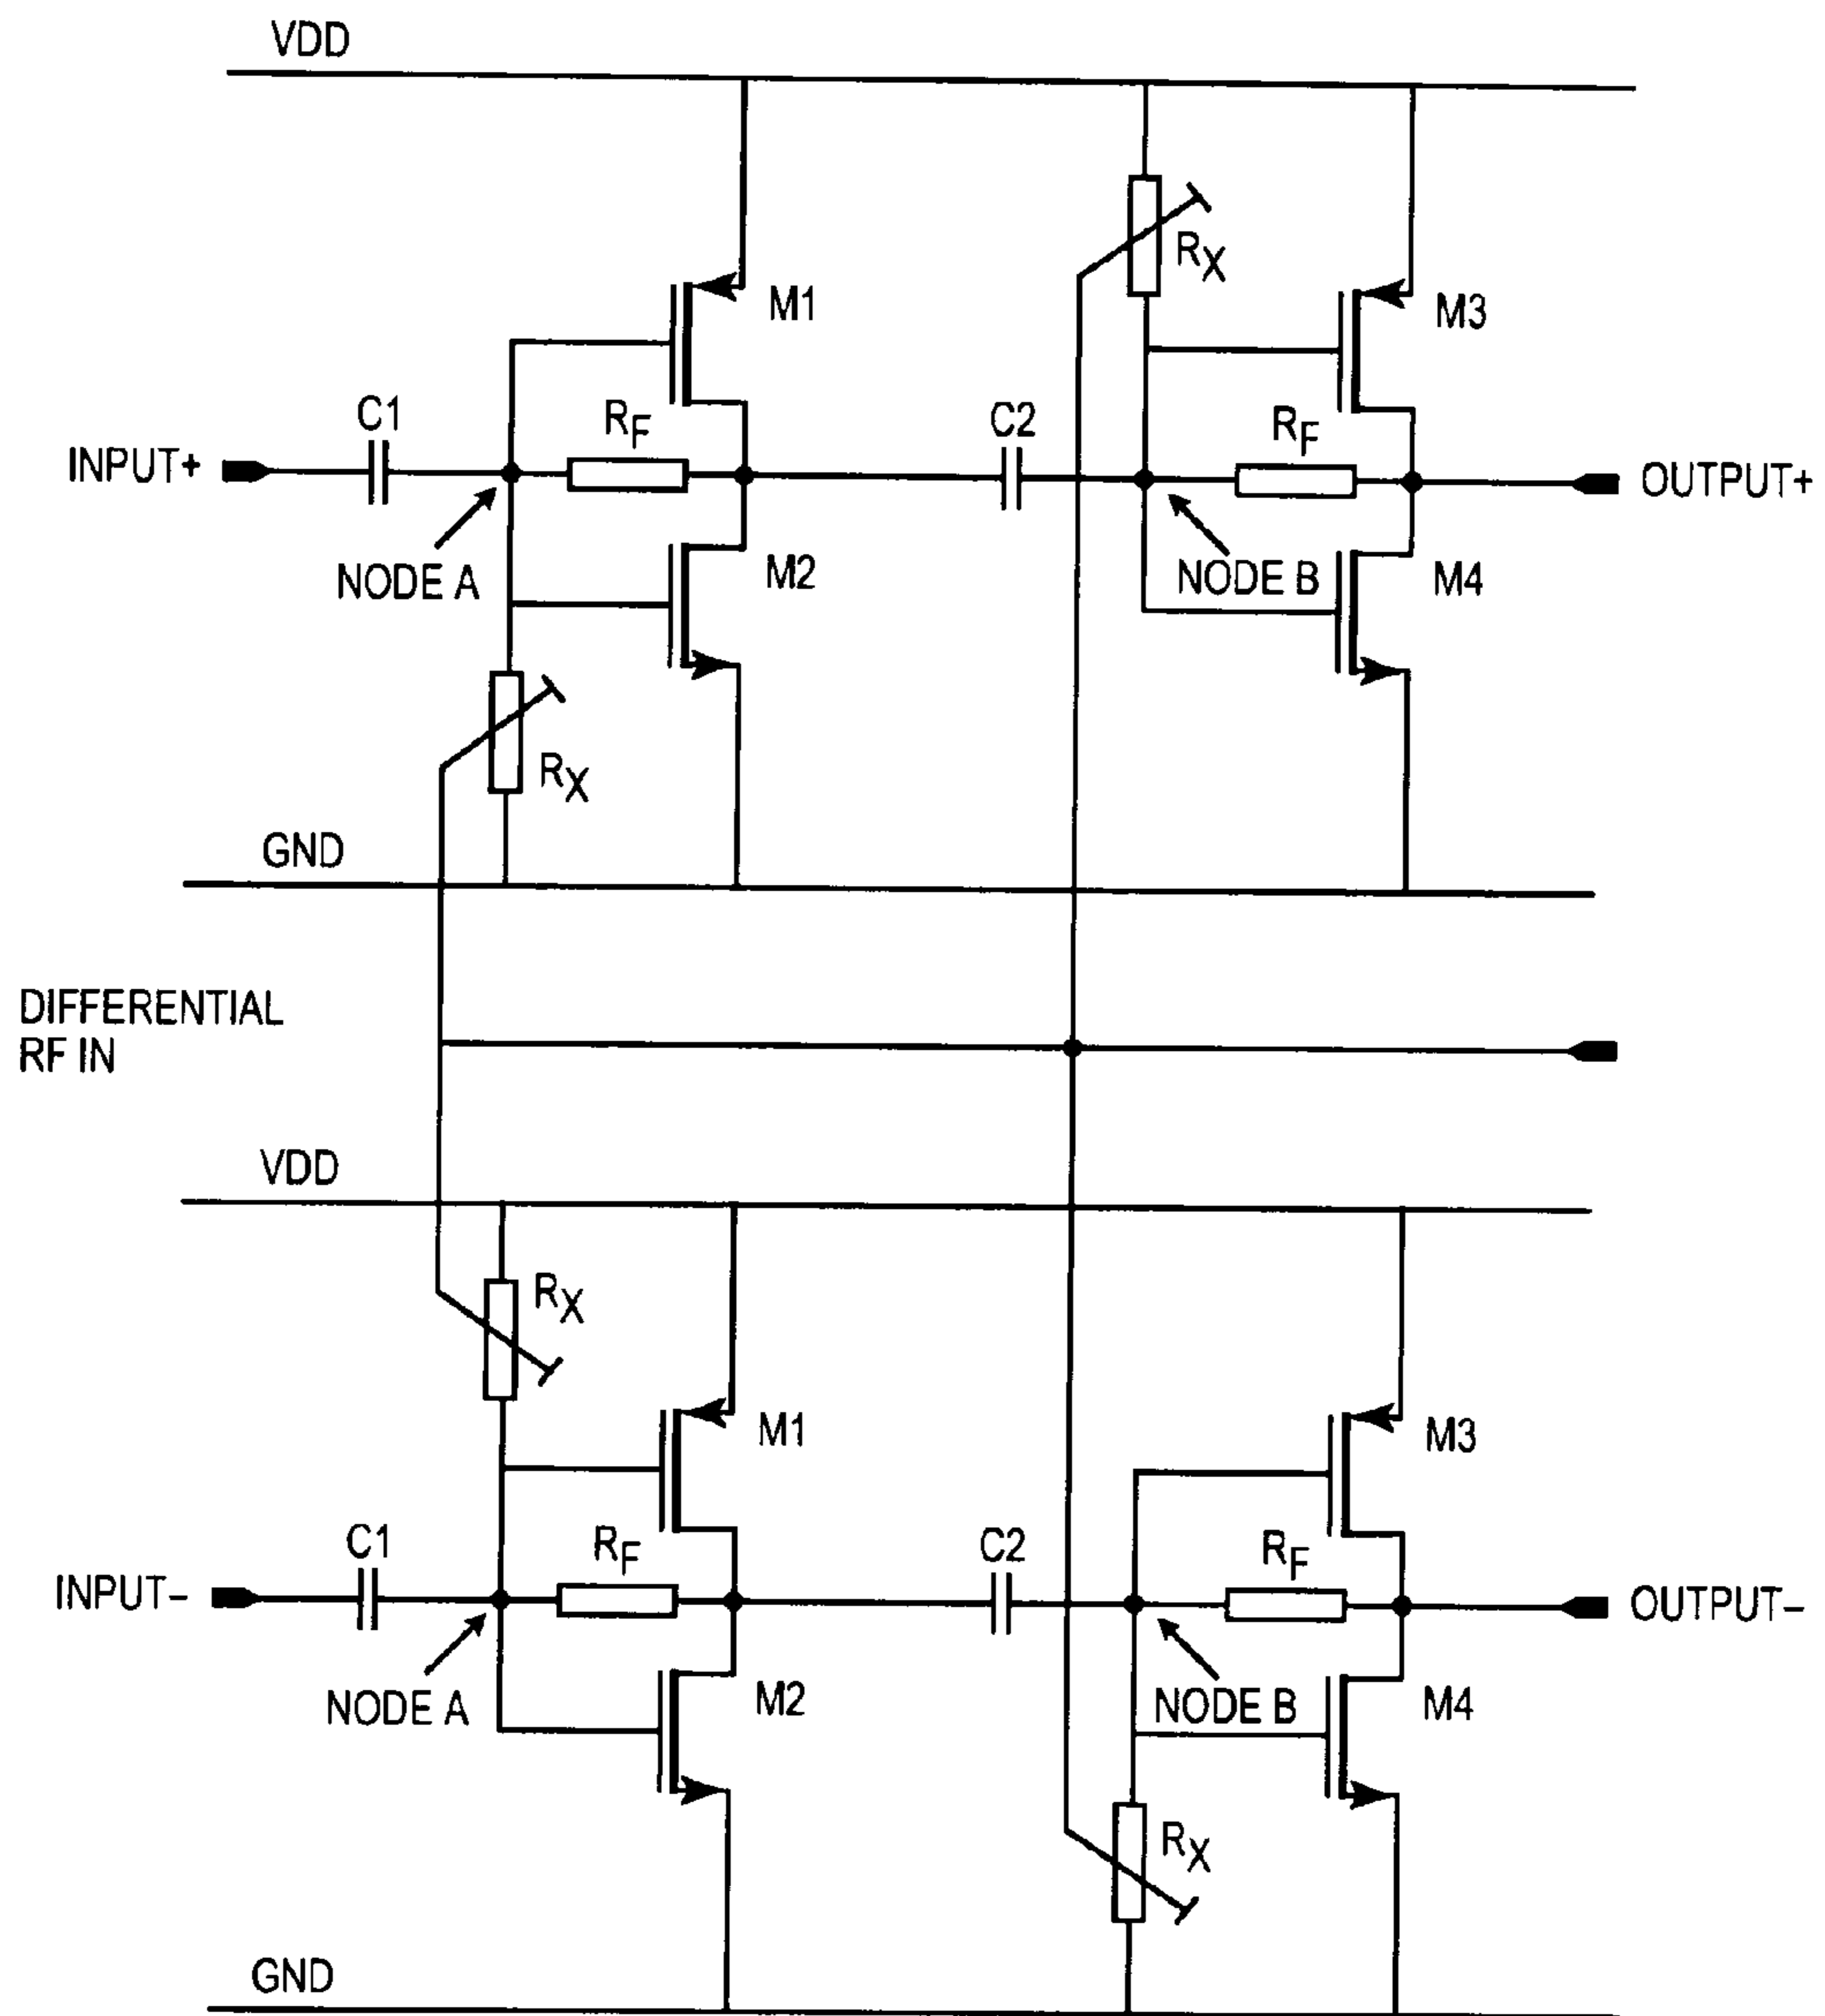 VDD
RX
M1
M3
C1
RF
C2
RF
INPUT+
OUTPUT+
NODE A
M2
NODE B
M4
RX
GND
DIFFERENTIAL
RF IN
VDD
RX
M1
M3
C1
RF
C2
RF
INPUT–
OUTPUT–
NODE A
M2
NODE B
M4
RX
GND